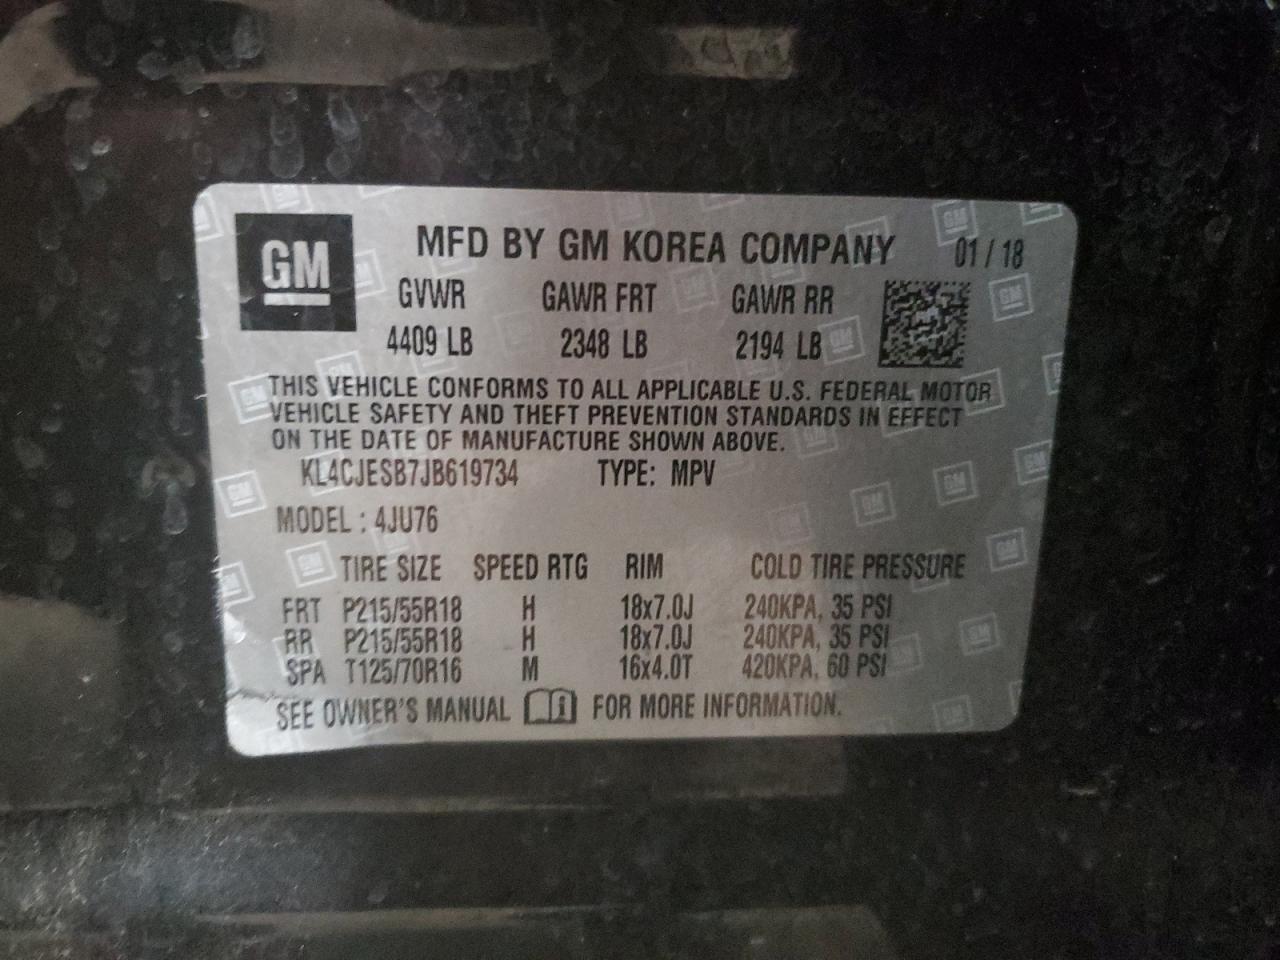 GM MFD BY GM KOREA COMPANY 01 / 18
GVWR GAWR FRT GAWR RR
4409 LB 2348 LB 2194 LB
THIS VEHICLE CONFORMS TO ALL APPLICABLE U.S. FEDERAL MOTOR
VEHICLE SAFETY AND THEFT PREVENTION STANDARDS IN EFFECT
ON THE DATE OF MANUFACTURE SHOWN ABOVE.
KL4CJESB7JB619734 TYPE: MPV
MODEL : 4JU76
TIRE SIZE SPEED RTG RIM COLD TIRE PRESSURE
FRT P215/55R18 H 18x7.0J 240KPA, 35 PSI
RR P215/55R18 H 18x7.0J 240KPA, 35 PSI
SPA T125/70R16 M 16x4.0T 420KPA, 60 PSI
SEE OWNER'S MANUAL FOR MORE INFORMATION.